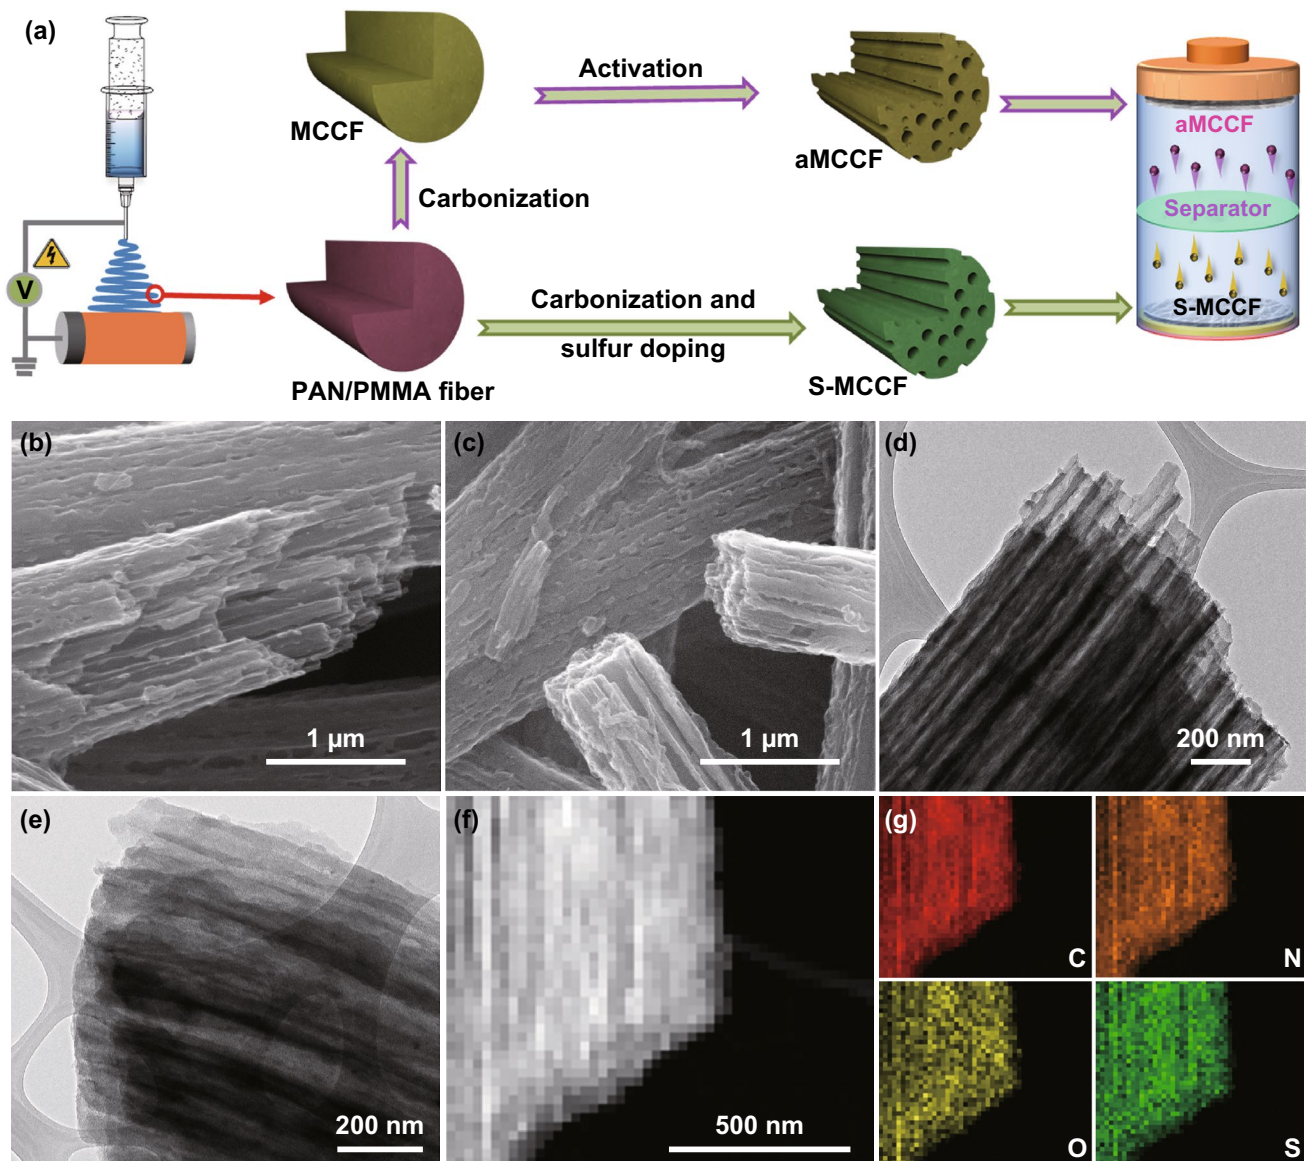 (a)
MCCF
Activation
aMCCF
aMCCF
Separator
S-MCCF
Carbonization
V
PAN/PMMA fiber
Carbonization and
sulfur doping
S-MCCF
(b)
1 µm
(c)
1 µm
(d)
200 nm
(e)
200 nm
(f)
500 nm
(g)
C
N
O
S